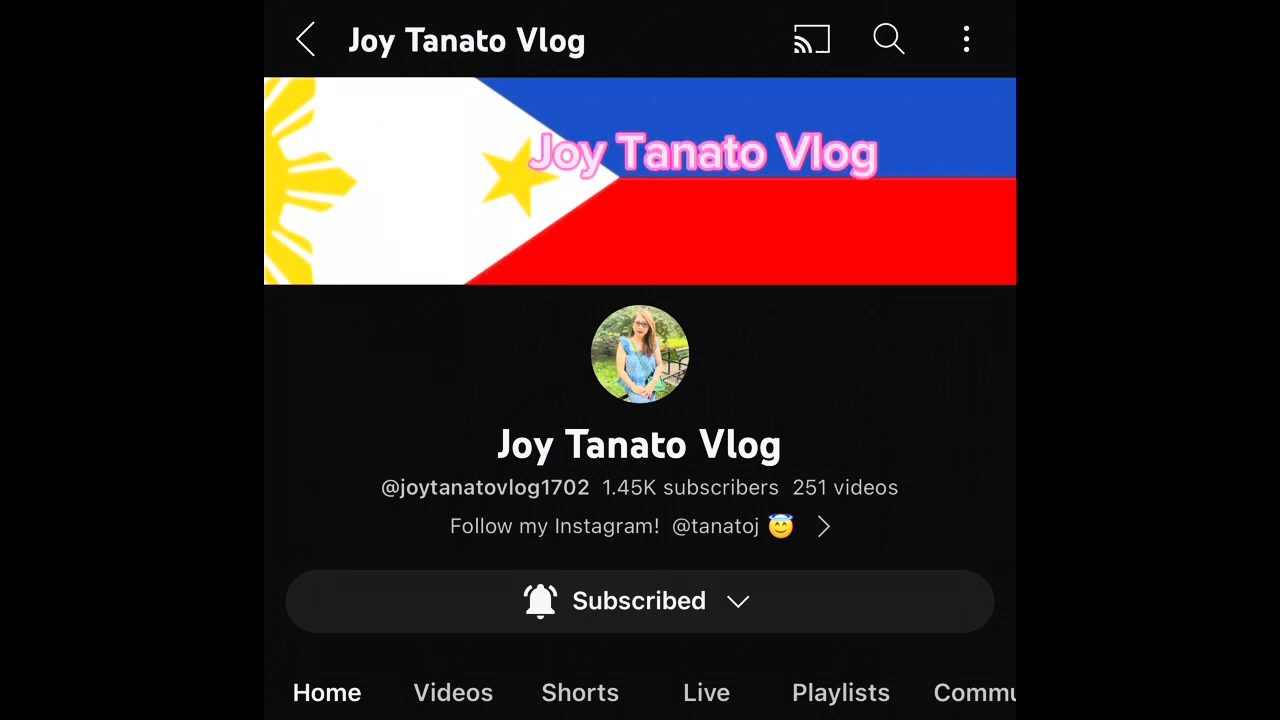 Joy Tanato Vlog
Joy Tanato Vlog
Joy Tanato Vlog
@joytanatovlog1702 1.45K subscribers 251 videos
Follow my Instagram! @tanatoj 😇
Subscribed
Home Videos Shorts Live Playlists Commu